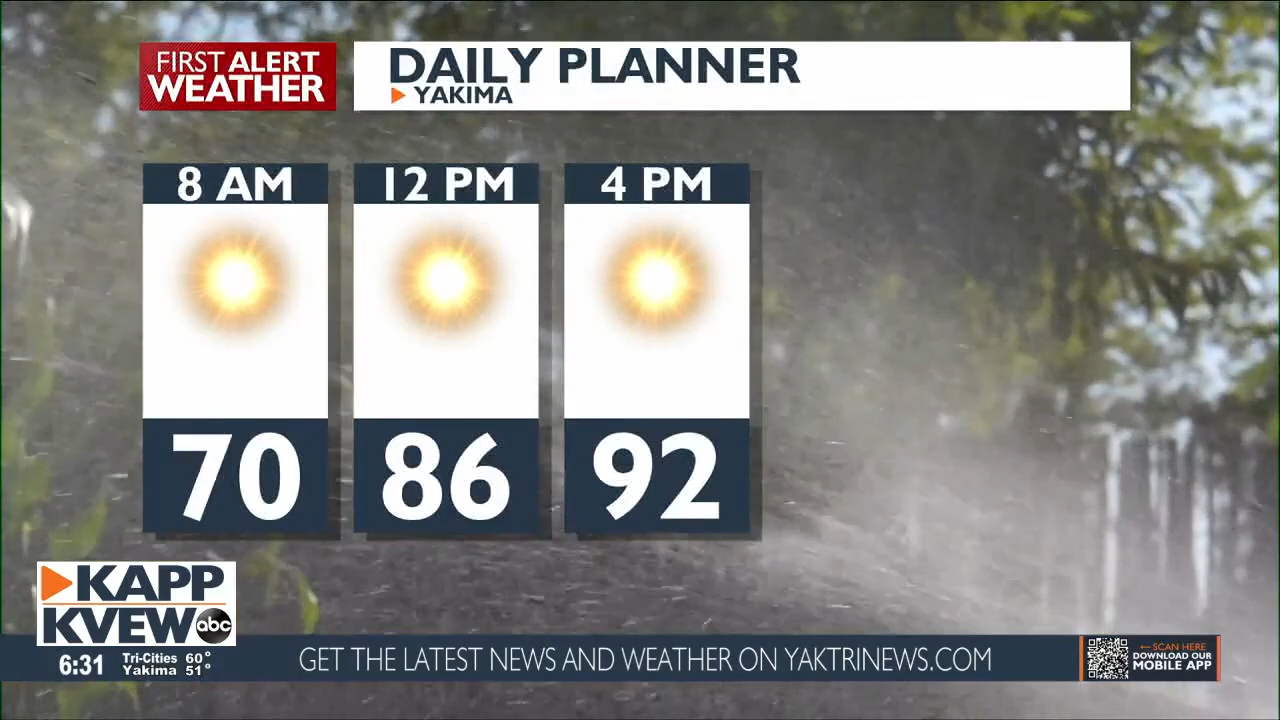 FIRST ALERT
WEATHER
DAILY PLANNER
YAKIMA
8 AM
12 PM
4 PM
70
86
92
KAPP
KVEW abc
6:31
Tri-Cities 60°
Yakima 51°
GET THE LATEST NEWS AND WEATHER ON YAKTRINEWS.COM
SCAN HERE
DOWNLOAD OUR
MOBILE APP